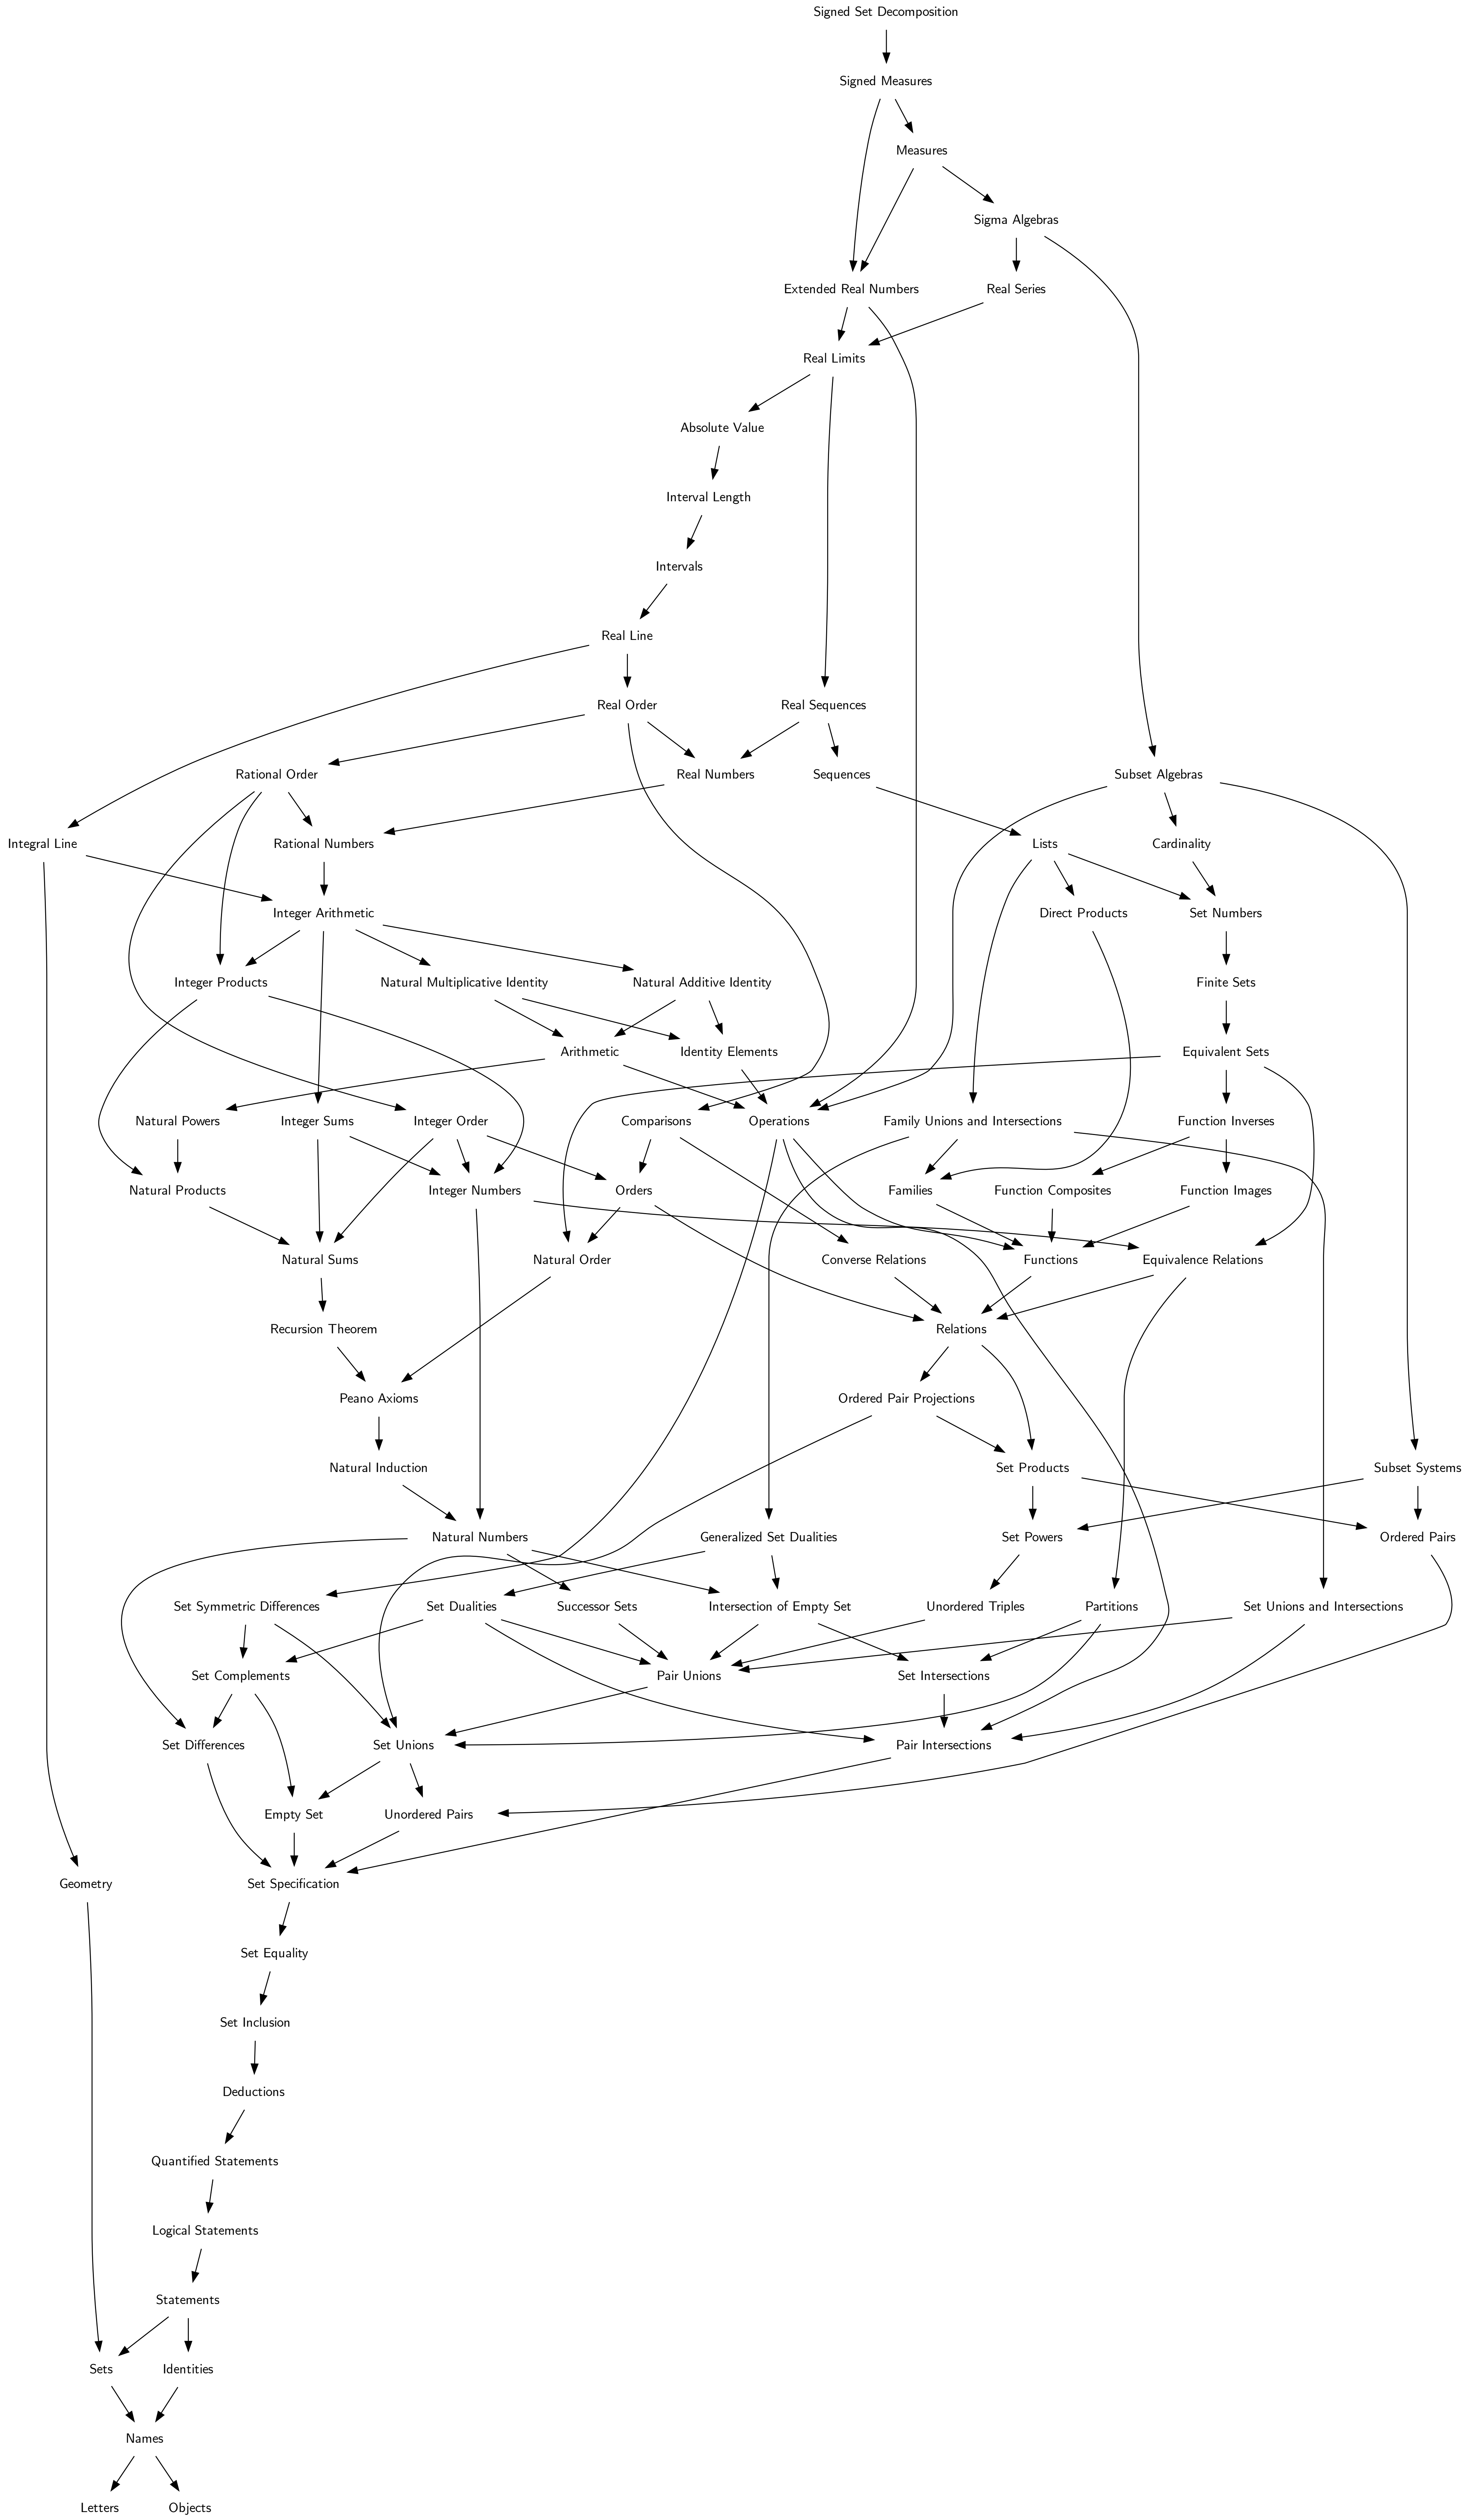 Signed Set Decomposition
Signed Measures
Measures
Sigma Algebras
Extended Real Numbers
Real Series
Real Limits
Absolute Value
Interval Length
Intervals
Real Line
Real Order
Real Sequences
Rational Order
Real Numbers
Sequences
Subset Algebras
Integral Line
Rational Numbers
Lists
Cardinality
Integer Arithmetic
Direct Products
Set Numbers
Integer Products
Natural Multiplicative Identity
Natural Additive Identity
Finite Sets
Arithmetic
Identity Elements
Equivalent Sets
Natural Powers
Integer Sums
Integer Order
Comparisons
Operations
Family Unions and Intersections
Function Inverses
Natural Products
Integer Numbers
Orders
Families
Function Composites
Function Images
Natural Sums
Natural Order
Converse Relations
Functions
Equivalence Relations
Recursion Theorem
Relations
Peano Axioms
Ordered Pair Projections
Natural Induction
Set Products
Subset Systems
Natural Numbers
Generalized Set Dualities
Set Powers
Ordered Pairs
Set Symmetric Differences
Set Dualities
Successor Sets
Intersection of Empty Set
Unordered Triples
Partitions
Set Unions and Intersections
Set Complements
Pair Unions
Set Intersections
Set Differences
Set Unions
Pair Intersections
Empty Set
Unordered Pairs
Geometry
Set Specification
Set Equality
Set Inclusion
Deductions
Quantified Statements
Logical Statements
Statements
Sets
Identities
Names
Letters
Objects